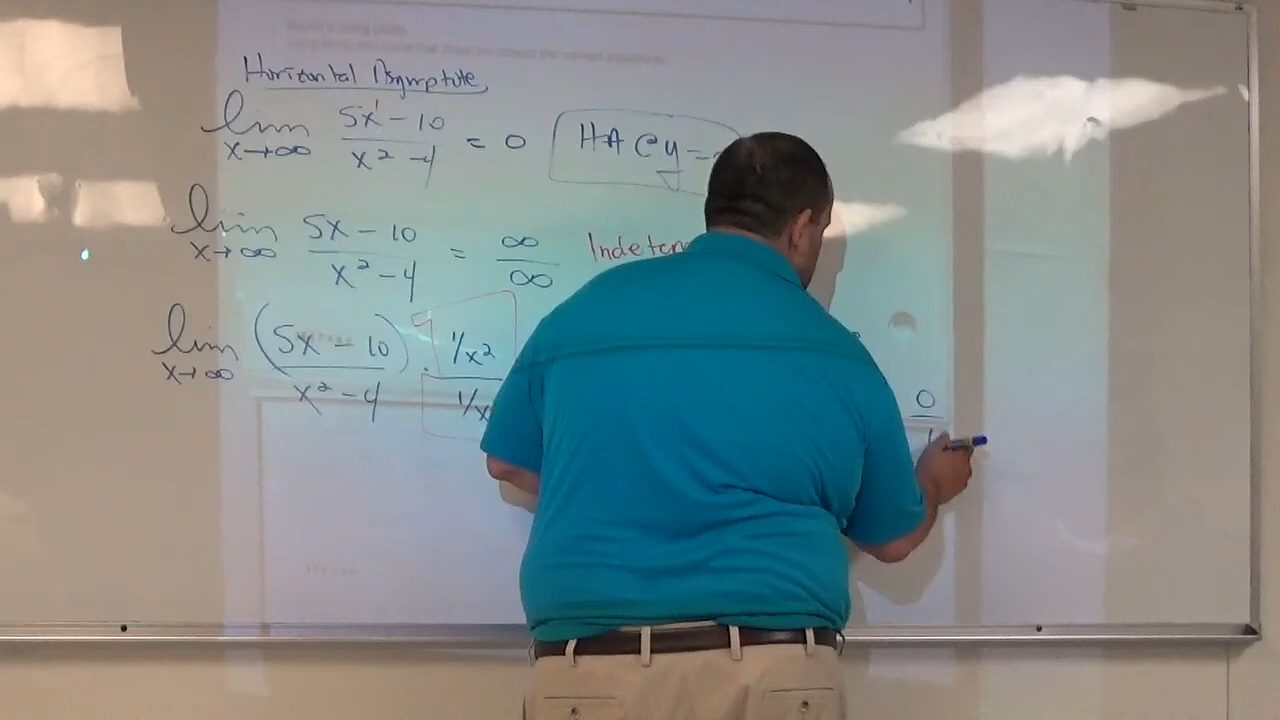 Horizontal Asymptote
lim x→∞ 5x¹ - 10 / x² - 4 = 0 HA @ y =
lim x→∞ 5x - 10 / x² - 4 = ∞ / ∞
lim x→∞ (5x - 10) / x² - 4 · 1/x² / 1/x
0 / 1